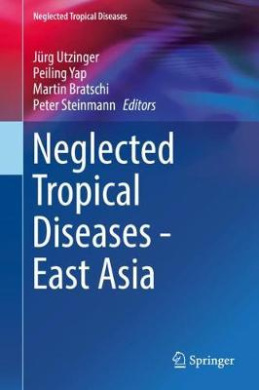 Neglected Tropical Diseases
Jürg Utzinger
Peiling Yap
Martin Bratschi
Peter Steinmann Editors
Neglected
Tropical
Diseases -
East Asia
Springer